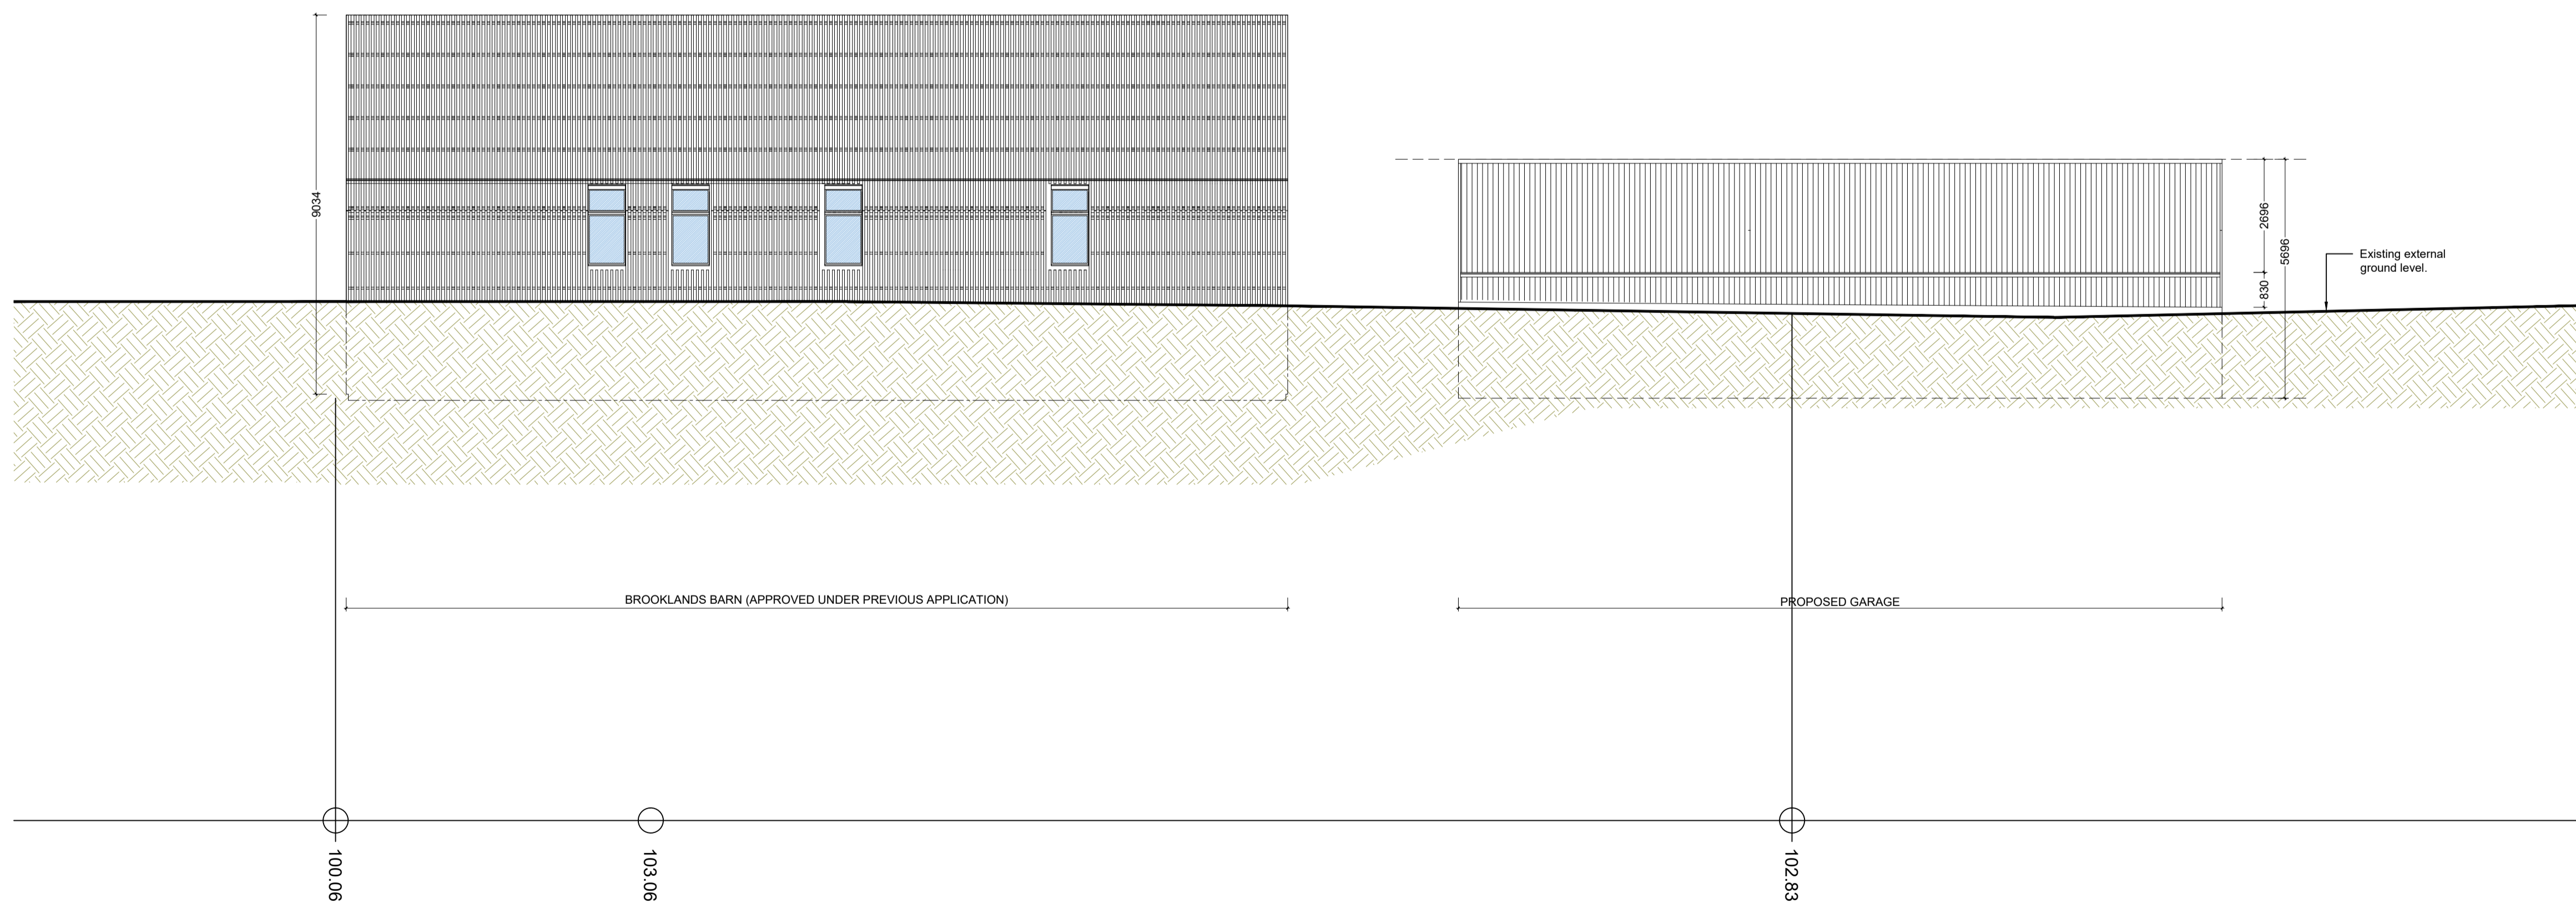 9034
2696
5696
830
Existing external
ground level.
BROOKLANDS BARN (APPROVED UNDER PREVIOUS APPLICATION)
PROPOSED GARAGE
100.06
103.06
102.83